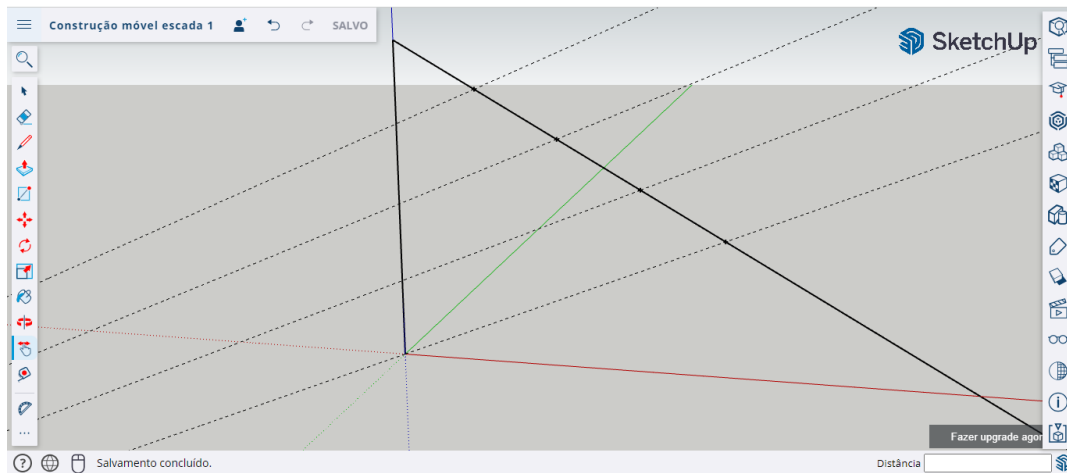 Construção móvel escada 1
SALVO
SketchUp
Fazer upgrade agor
?
Salvamento concluído.
Distância